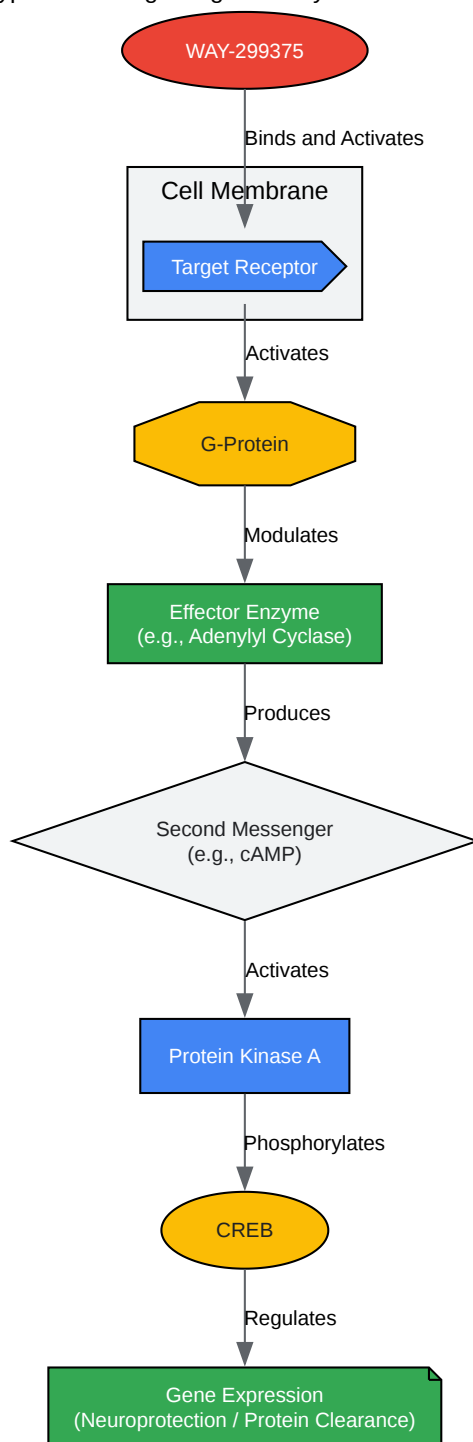 WAY-299375
Binds and Activates
Cell Membrane
Target Receptor
Activates
G-Protein
Modulates
Effector Enzyme
(e.g., Adenylyl Cyclase)
Produces
Second Messenger
(e.g., cAMP)
Activates
Protein Kinase A
Phosphorylates
CREB
Regulates
Gene Expression
(Neuroprotection / Protein Clearance)